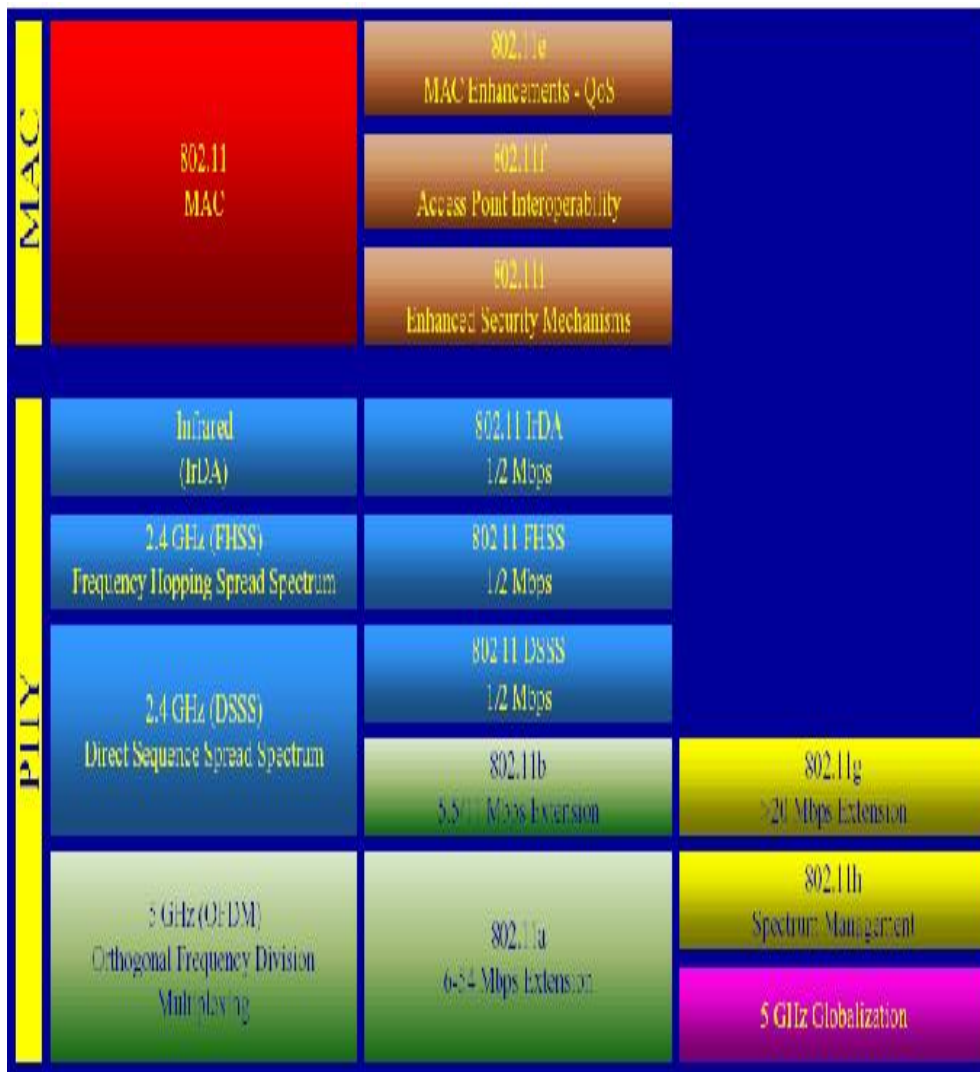 MAC
802.11
MAC
802.11e
MAC Enhancements - QoS
802.11f
Access Point Interoperability
802.11i
Enhanced Security Mechanisms
PHY
Infrared
(IrDA)
802.11 IrDA
1/2 Mbps
2.4 GHz (FHSS)
Frequency Hopping Spread Spectrum
802.11 FHSS
1/2 Mbps
2.4 GHz (DSSS)
Direct Sequence Spread Spectrum
802.11 DSSS
1/2 Mbps
802.11b
5.5/11 Mbps Extension
802.11g
>20 Mbps Extension
5 GHz (OFDM)
Orthogonal Frequency Division
Multiplexing
802.11a
6-54 Mbps Extension
802.11h
Spectrum Management
5 GHz Globalization